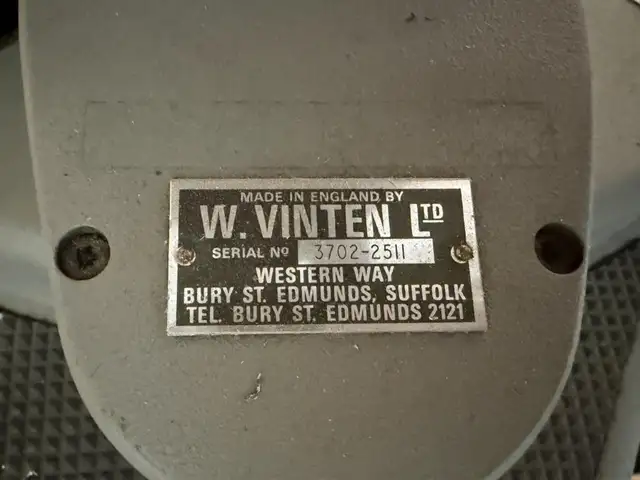 MADE IN ENGLAND BY
W. VINTEN LTD
SERIAL Nº 3702-2511
WESTERN WAY
BURY ST. EDMUNDS, SUFFOLK
TEL. BURY ST. EDMUNDS 2121